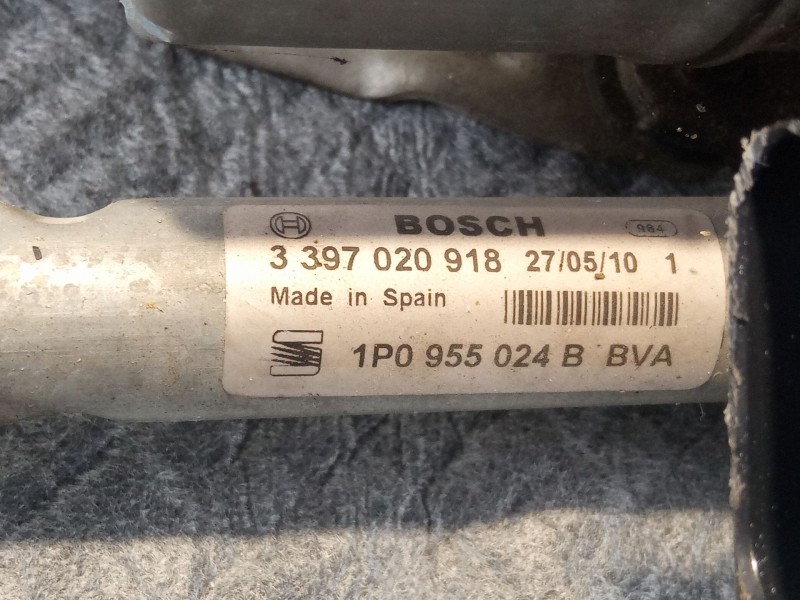 BOSCH 984
3 397 020 918 27/05/10 1
Made in Spain
1P0 955 024 B BVA